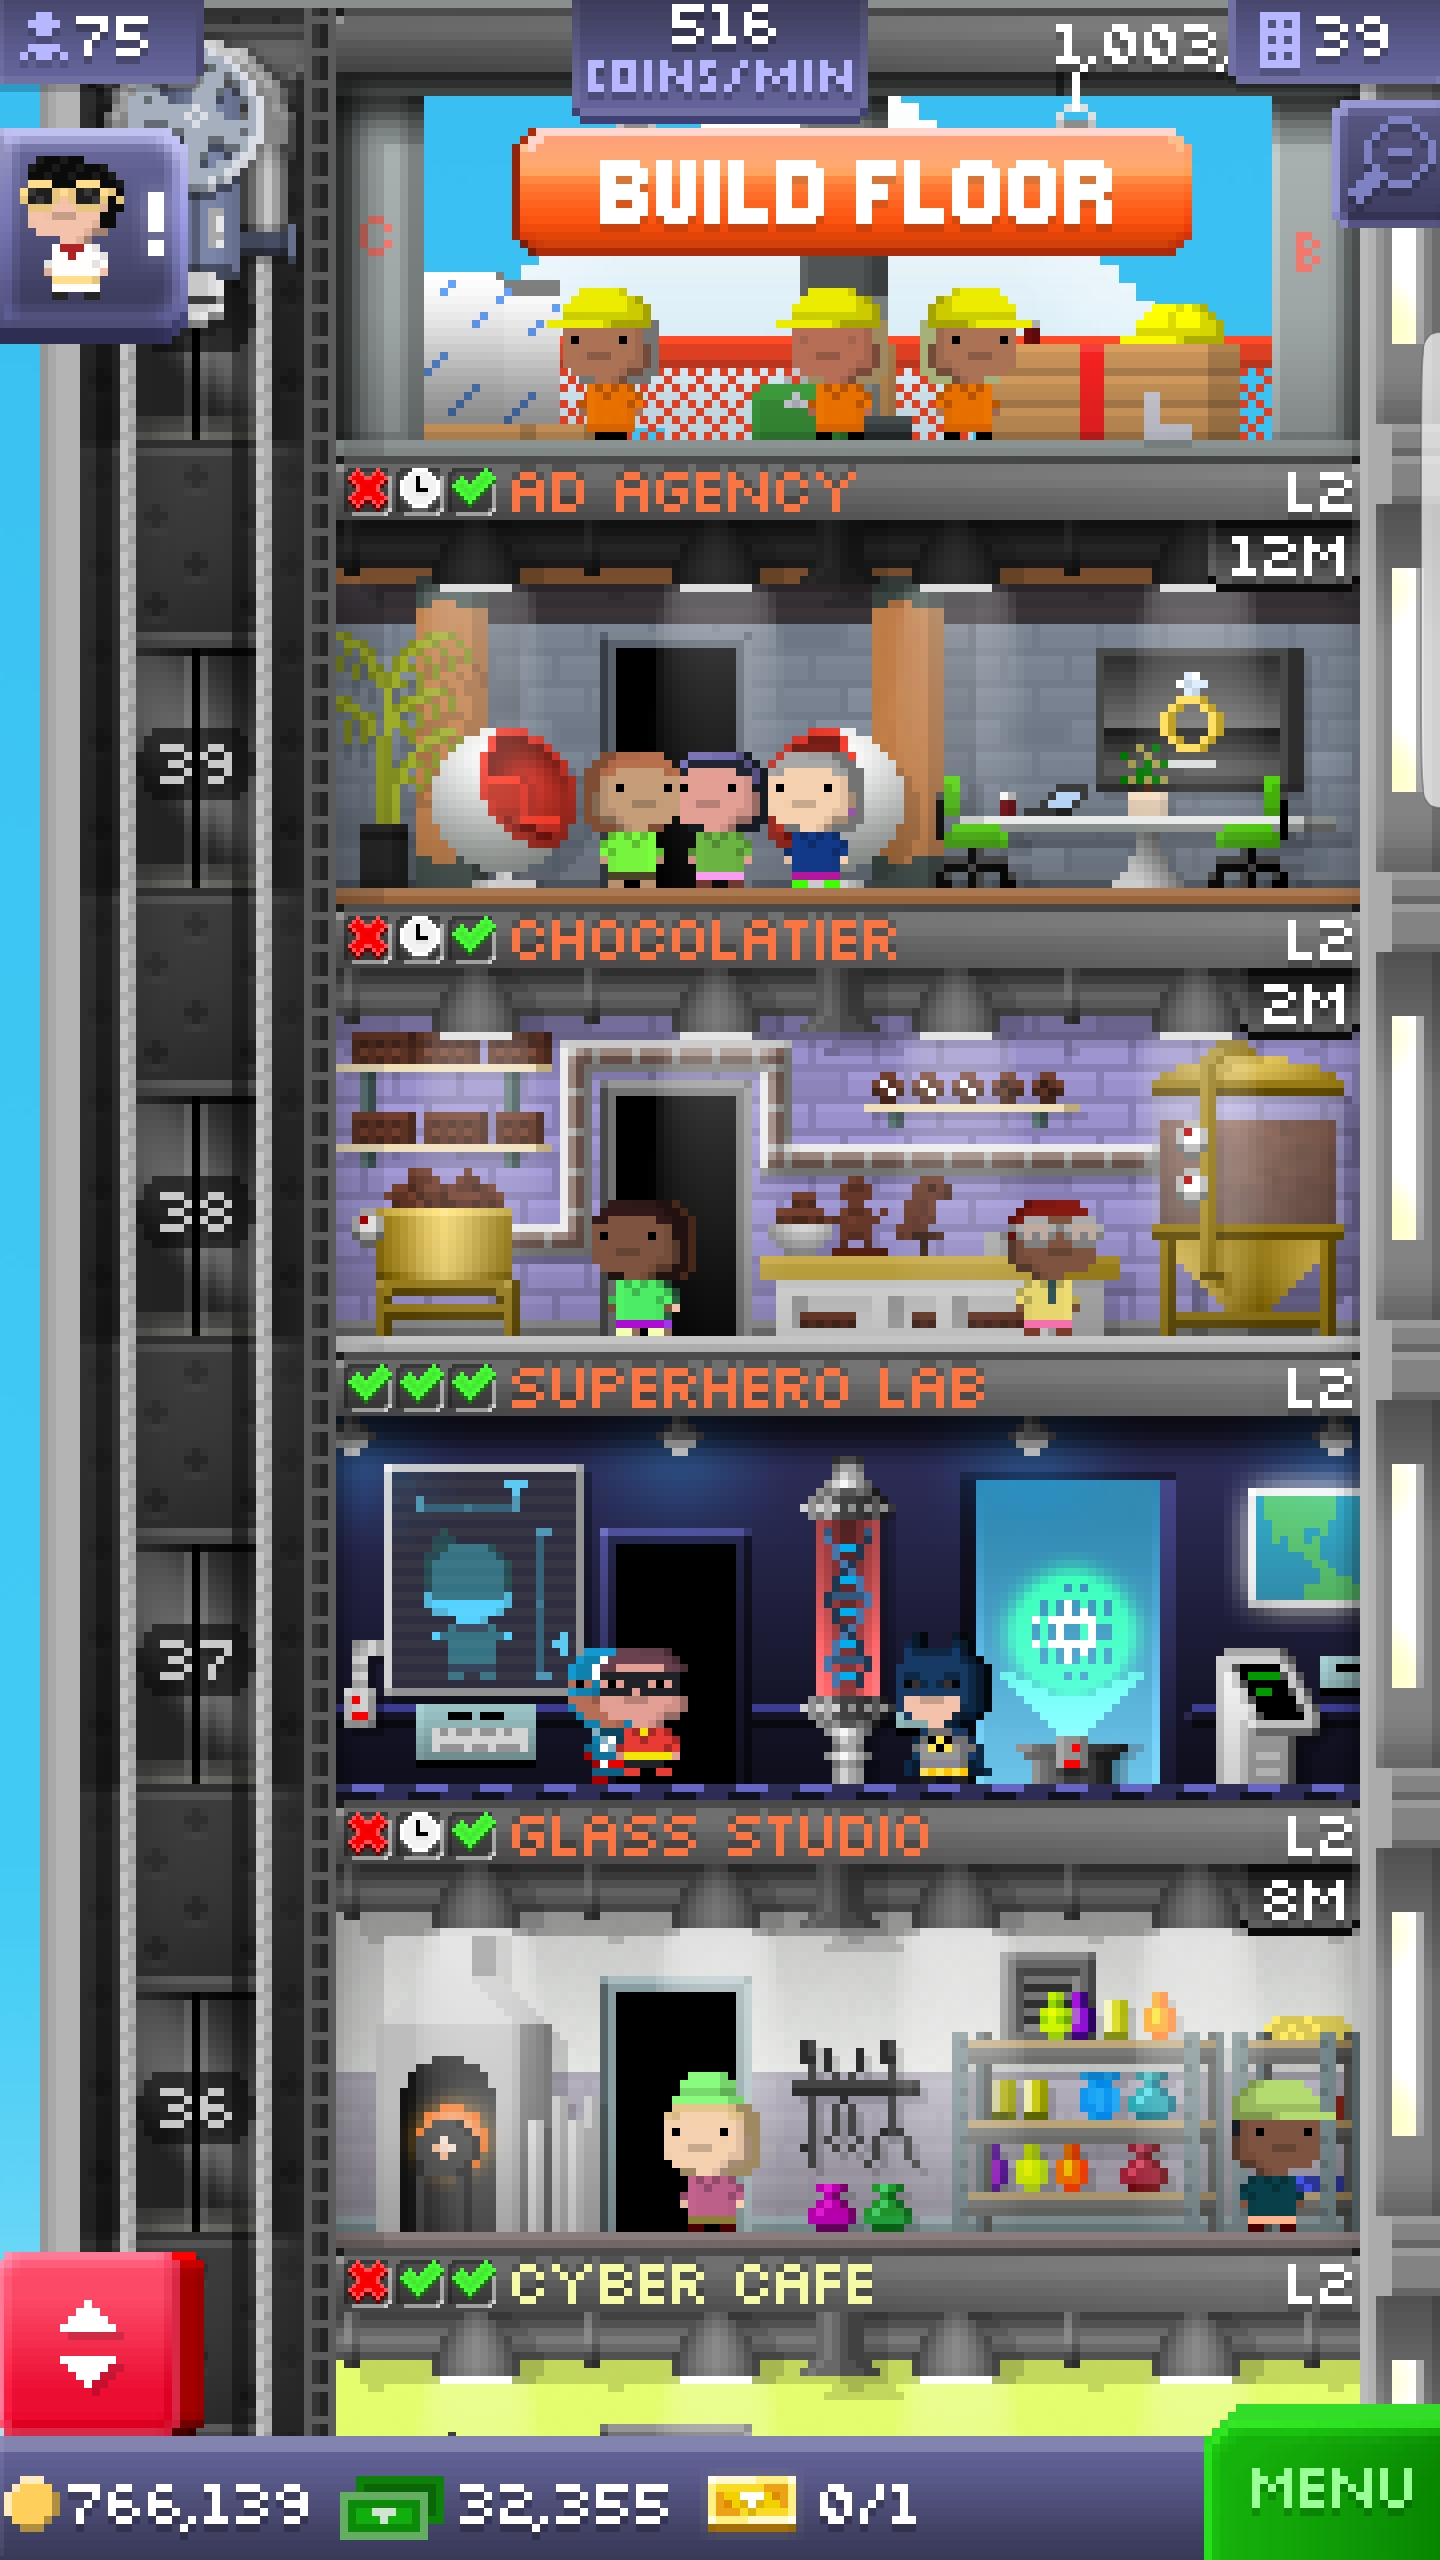 75
516
COINS/MIN
1,003,
39
!
BUILD FLOOR
C
B
AD AGENCY
L2
12M
39
CHOCOLATIER
L2
2M
38
SUPERHERO LAB
L2
37
GLASS STUDIO
L2
8M
36
CYBER CAFE
L2
766,139
32,355
0/1
MENU